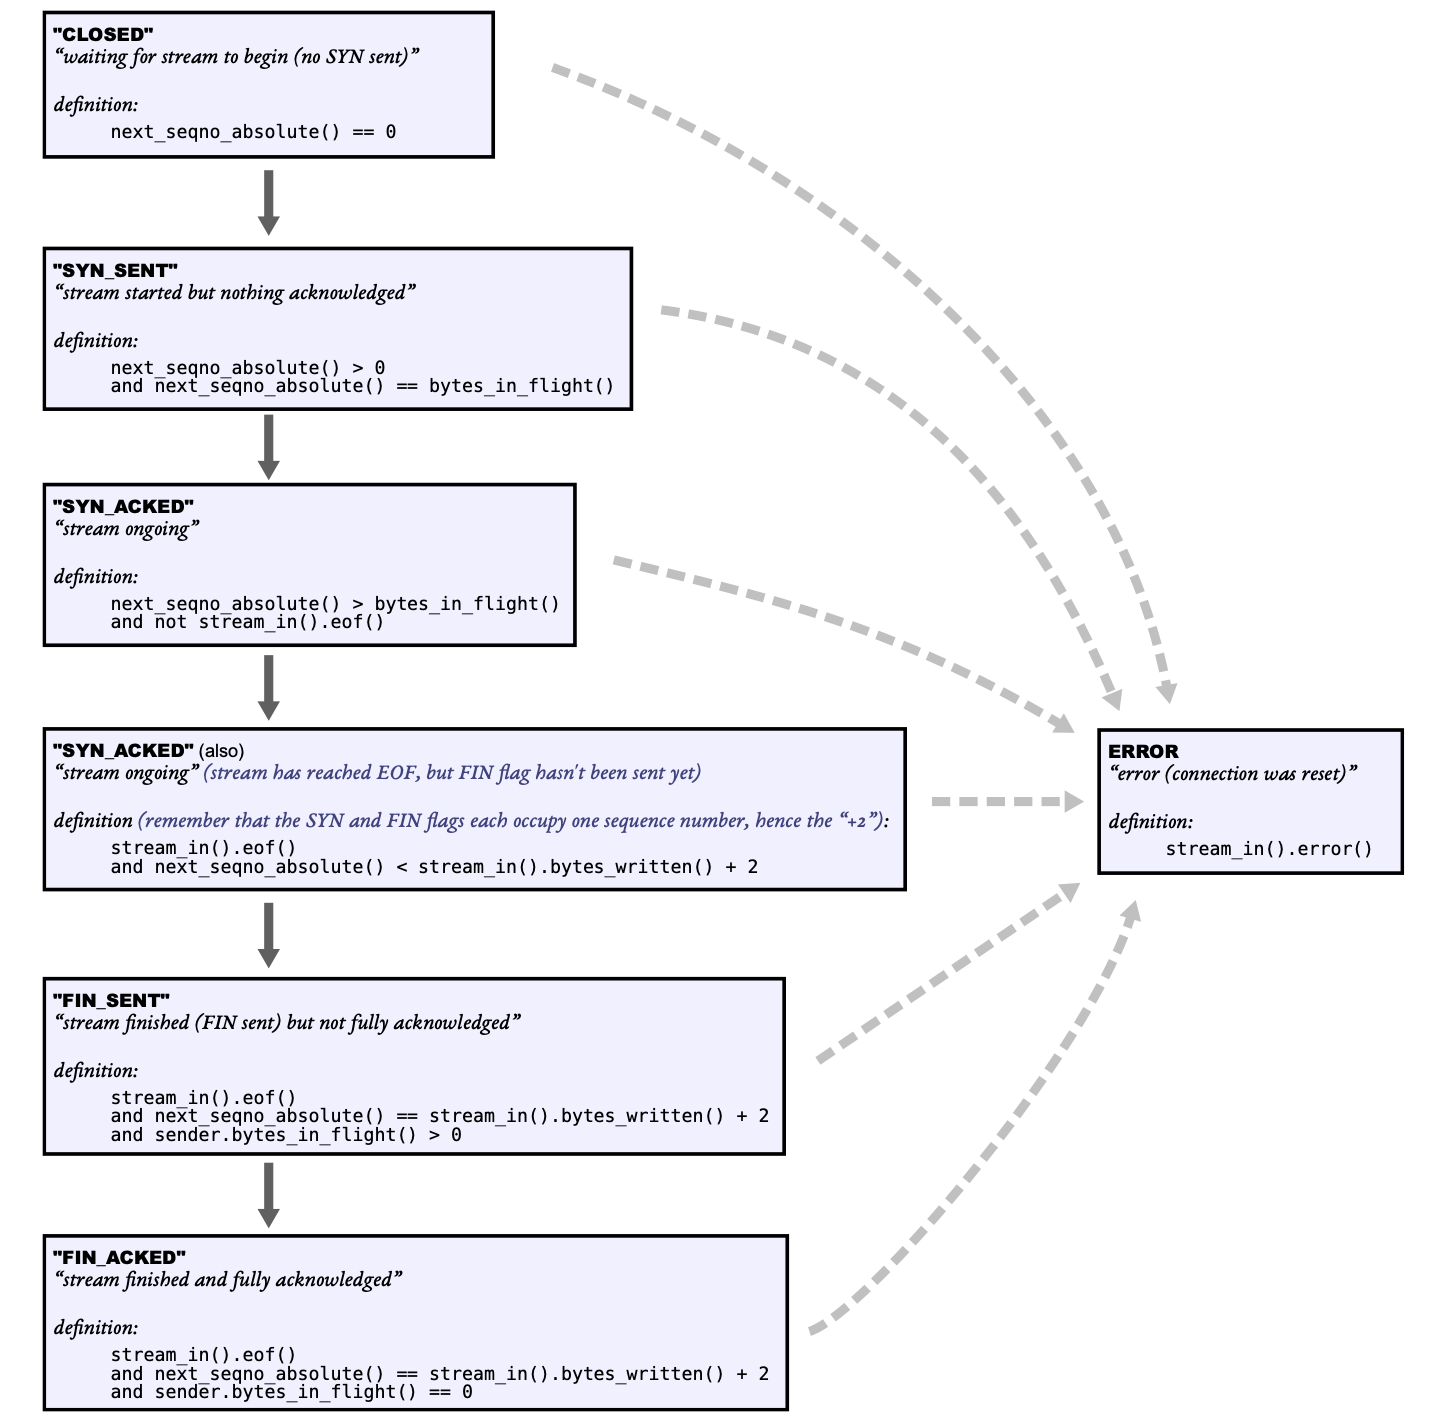 "CLOSED"
“waiting for stream to begin (no SYN sent)”
definition:
next_seqno_absolute() == 0
"SYN_SENT"
“stream started but nothing acknowledged”
definition:
next_seqno_absolute() > 0
and next_seqno_absolute() == bytes_in_flight()
"SYN_ACKED"
“stream ongoing”
definition:
next_seqno_absolute() > bytes_in_flight()
and not stream_in().eof()
"SYN_ACKED" (also)
“stream ongoing” (stream has reached EOF, but FIN flag hasn't been sent yet)
definition (remember that the SYN and FIN flags each occupy one sequence number, hence the “+2”):
stream_in().eof()
and next_seqno_absolute() < stream_in().bytes_written() + 2
"FIN_SENT"
“stream finished (FIN sent) but not fully acknowledged”
definition:
stream_in().eof()
and next_seqno_absolute() == stream_in().bytes_written() + 2
and sender.bytes_in_flight() > 0
"FIN_ACKED"
“stream finished and fully acknowledged”
definition:
stream_in().eof()
and next_seqno_absolute() == stream_in().bytes_written() + 2
and sender.bytes_in_flight() == 0
ERROR
“error (connection was reset)”
definition:
stream_in().error()